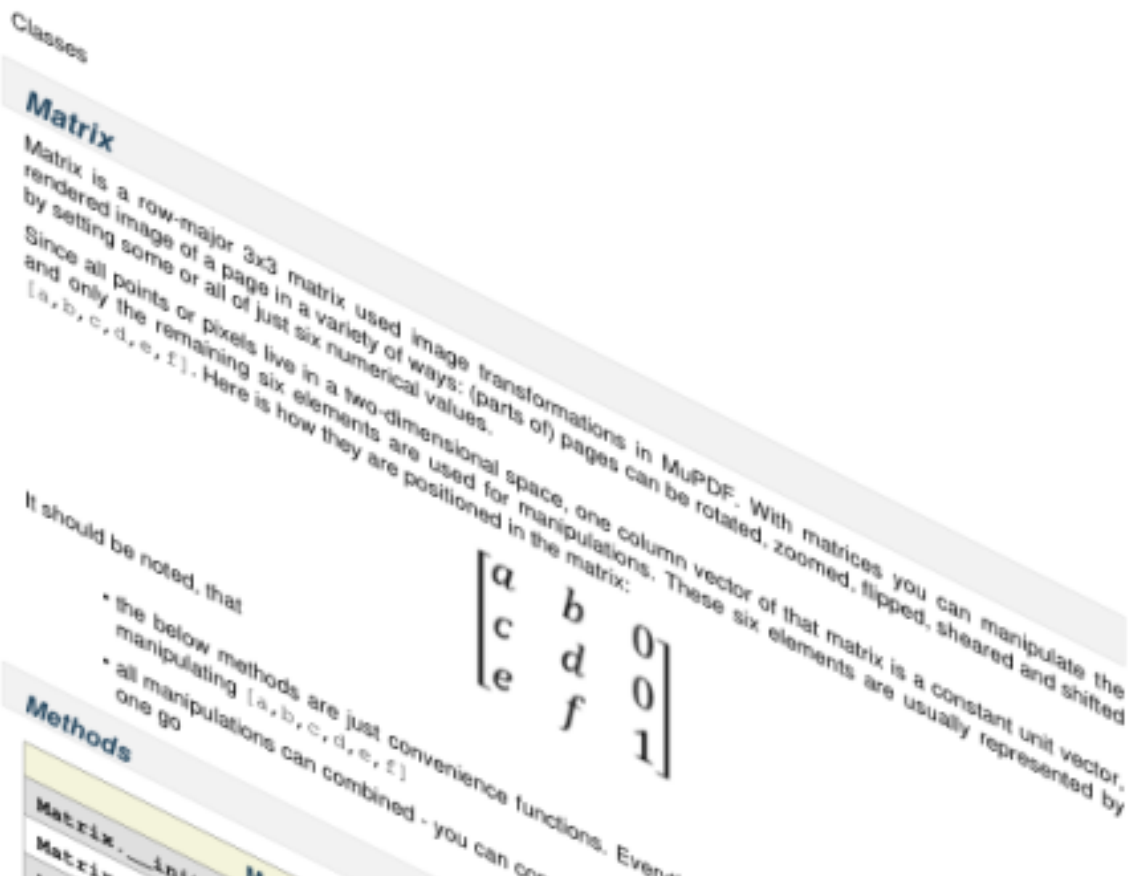 Classes
Matrix
Matrix is a row-major 3x3 matrix used image transformations in MuPDF. With matrices you can manipulate the
rendered image of a page in a variety of ways: (parts of) pages can be rotated, zoomed, flipped, sheared and shifted
by setting some or all of just six numerical values.
Since all points or pixels live in a two-dimensional space, one column vector of that matrix is a constant unit vector,
and only the remaining six elements are used for manipulations. These six elements are usually represented by
[a,b,c,d,e,f]. Here is how they are positioned in the matrix:
a b 0
c d 0
e f 1
It should be noted, that
• the below methods are just convenience functions.
manipulating [a,b,c,d,e,f]
• all manipulations can combined - you can
one go
Methods